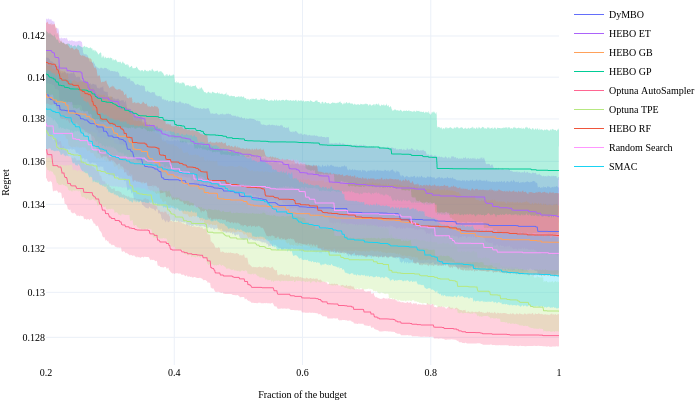 0.142
0.14
0.138
0.136
0.134
0.132
0.13
0.128
Regret
0.2
0.4
0.6
0.8
1
Fraction of the budget
DyMBO
HEBO ET
HEBO GB
HEBO GP
Optuna AutoSampler
Optuna TPE
HEBO RF
Random Search
SMAC